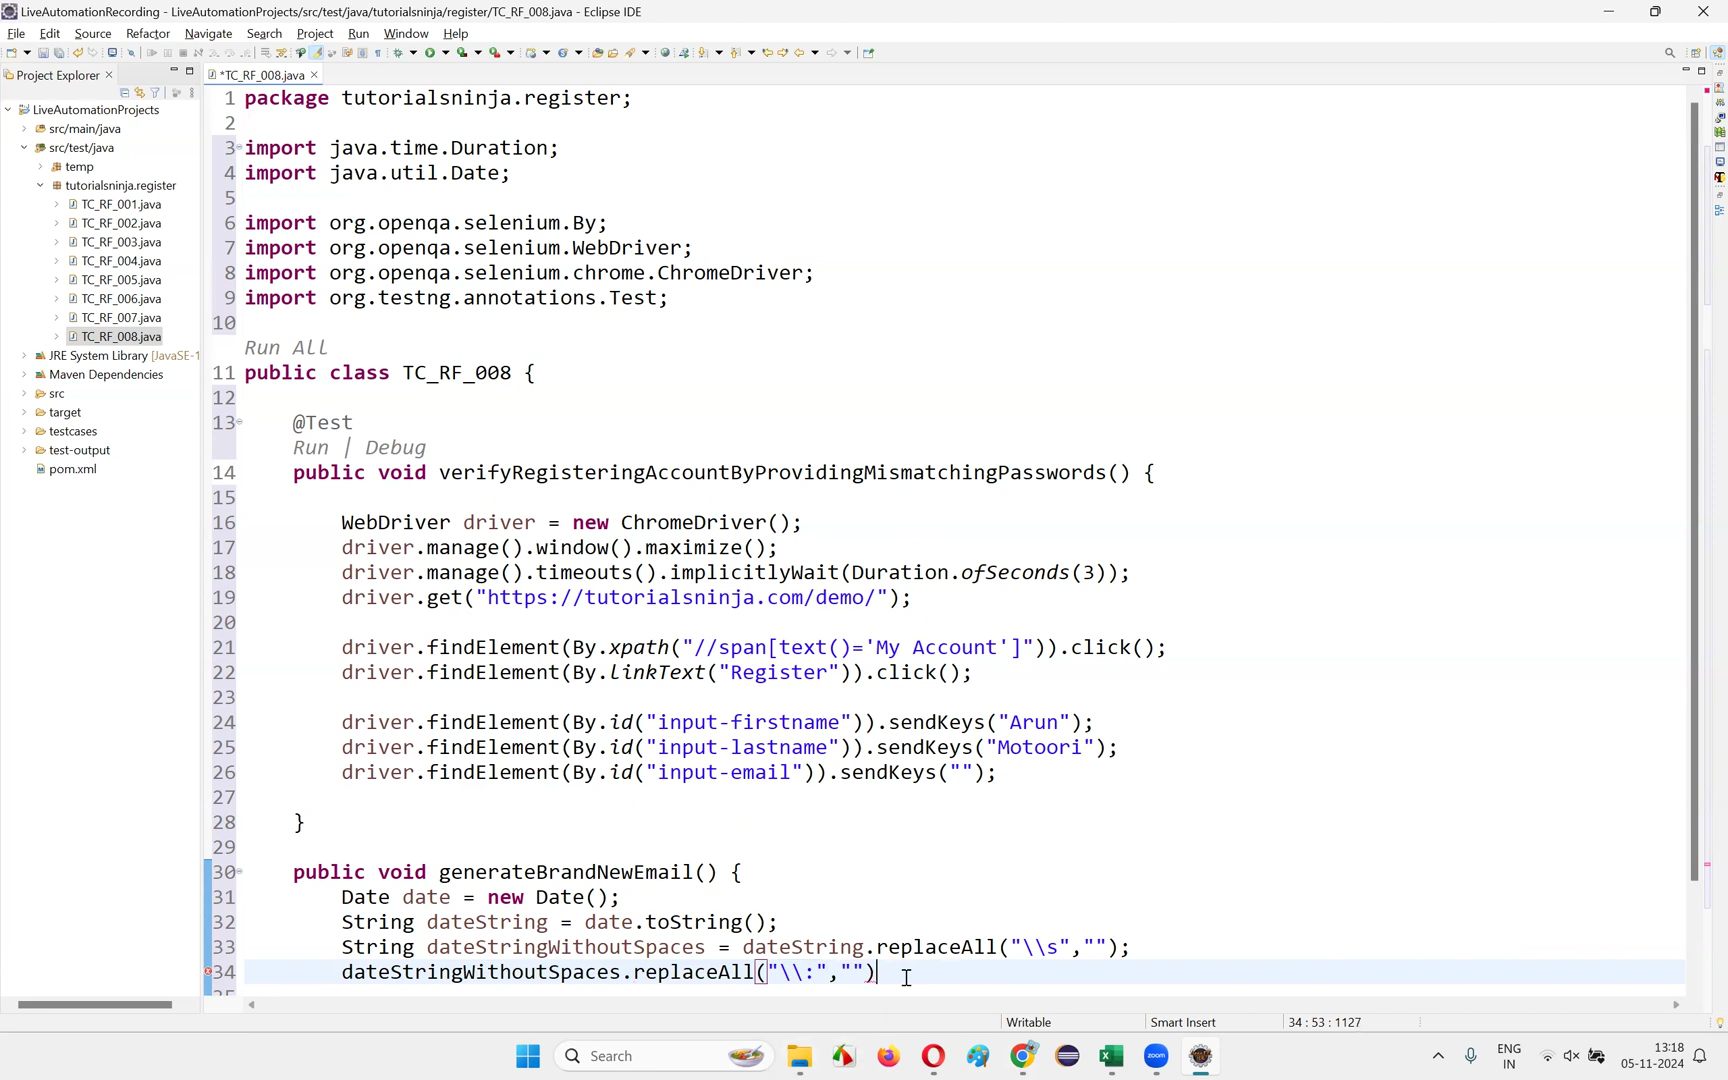 LiveAutomationRecording - LiveAutomationProjects/src/test/java/tutorialsninja/register/TC_RF_008.java - Eclipse IDE
File Edit Source Refactor Navigate Search Project Run Window Help
Project Explorer
*TC_RF_008.java
LiveAutomationProjects
src/main/java
src/test/java
temp
tutorialsninja.register
TC_RF_001.java
TC_RF_002.java
TC_RF_003.java
TC_RF_004.java
TC_RF_005.java
TC_RF_006.java
TC_RF_007.java
TC_RF_008.java
JRE System Library [JavaSE-1
Maven Dependencies
src
target
testcases
test-output
pom.xml
1 package tutorialsninja.register;
2
3 import java.time.Duration;
4 import java.util.Date;
5
6 import org.openqa.selenium.By;
7 import org.openqa.selenium.WebDriver;
8 import org.openqa.selenium.chrome.ChromeDriver;
9 import org.testng.annotations.Test;
10
Run All
11 public class TC_RF_008 {
12
13 @Test
Run | Debug
14 public void verifyRegisteringAccountByProvidingMismatchingPasswords() {
15
16 WebDriver driver = new ChromeDriver();
17 driver.manage().window().maximize();
18 driver.manage().timeouts().implicitlyWait(Duration.ofSeconds(3));
19 driver.get("https://tutorialsninja.com/demo/");
20
21 driver.findElement(By.xpath("//span[text()='My Account']")).click();
22 driver.findElement(By.linkText("Register")).click();
23
24 driver.findElement(By.id("input-firstname")).sendKeys("Arun");
25 driver.findElement(By.id("input-lastname")).sendKeys("Motoori");
26 driver.findElement(By.id("input-email")).sendKeys("");
27
28 }
29
30 public void generateBrandNewEmail() {
31 Date date = new Date();
32 String dateString = date.toString();
33 String dateStringWithoutSpaces = dateString.replaceAll("\\s","");
34 dateStringWithoutSpaces.replaceAll("\\:","")
Writable Smart Insert 34 : 53 : 1127
Search
zoom
ENG
IN
13:18
05-11-2024